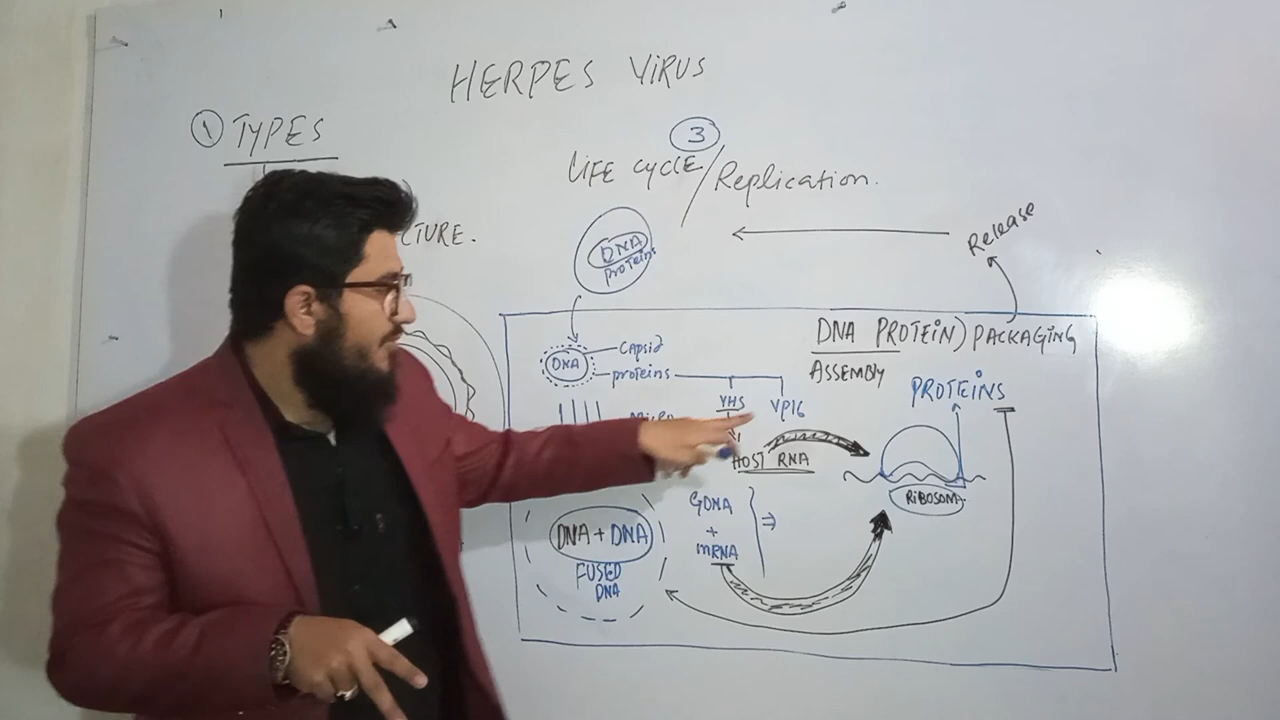 HERPES VIRUS
① TYPES
CTURE.
③
LIFE CYCLE/Replication.
DNA
proteins
Release
DNA PROTEIN) PACKAGING
ASSEMBLY
DNA
capsid
proteins
VHS
VP16
HOST RNA
PROTEINS
RIBOSOM
GDNA
+
mRNA
DNA + DNA
FUSED
DNA